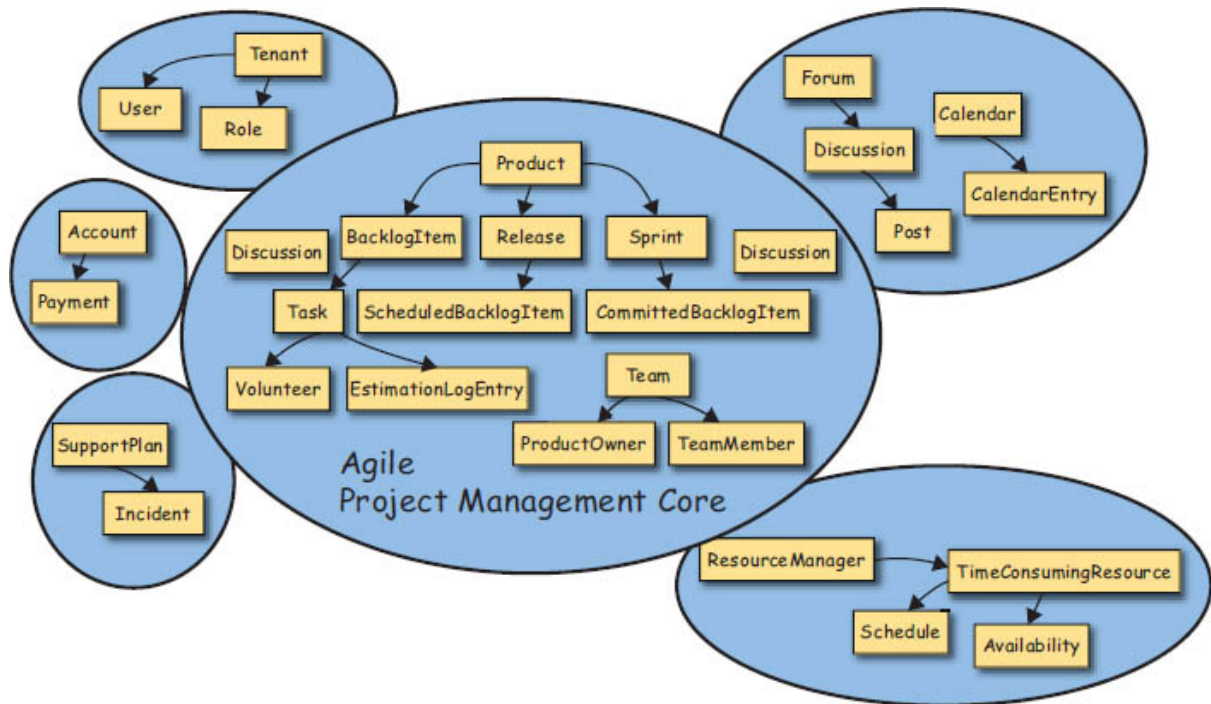 Tenant
User
Role
Forum
Calendar
Discussion
CalendarEntry
Post
Product
BacklogItem
Release
Sprint
Discussion
Discussion
Task
ScheduledBacklogItem
CommittedBacklogItem
Volunteer
EstimationLogEntry
Team
ProductOwner
TeamMember
Agile
Project Management Core
Account
Payment
SupportPlan
Incident
ResourceManager
TimeConsumingResource
Schedule
Availability